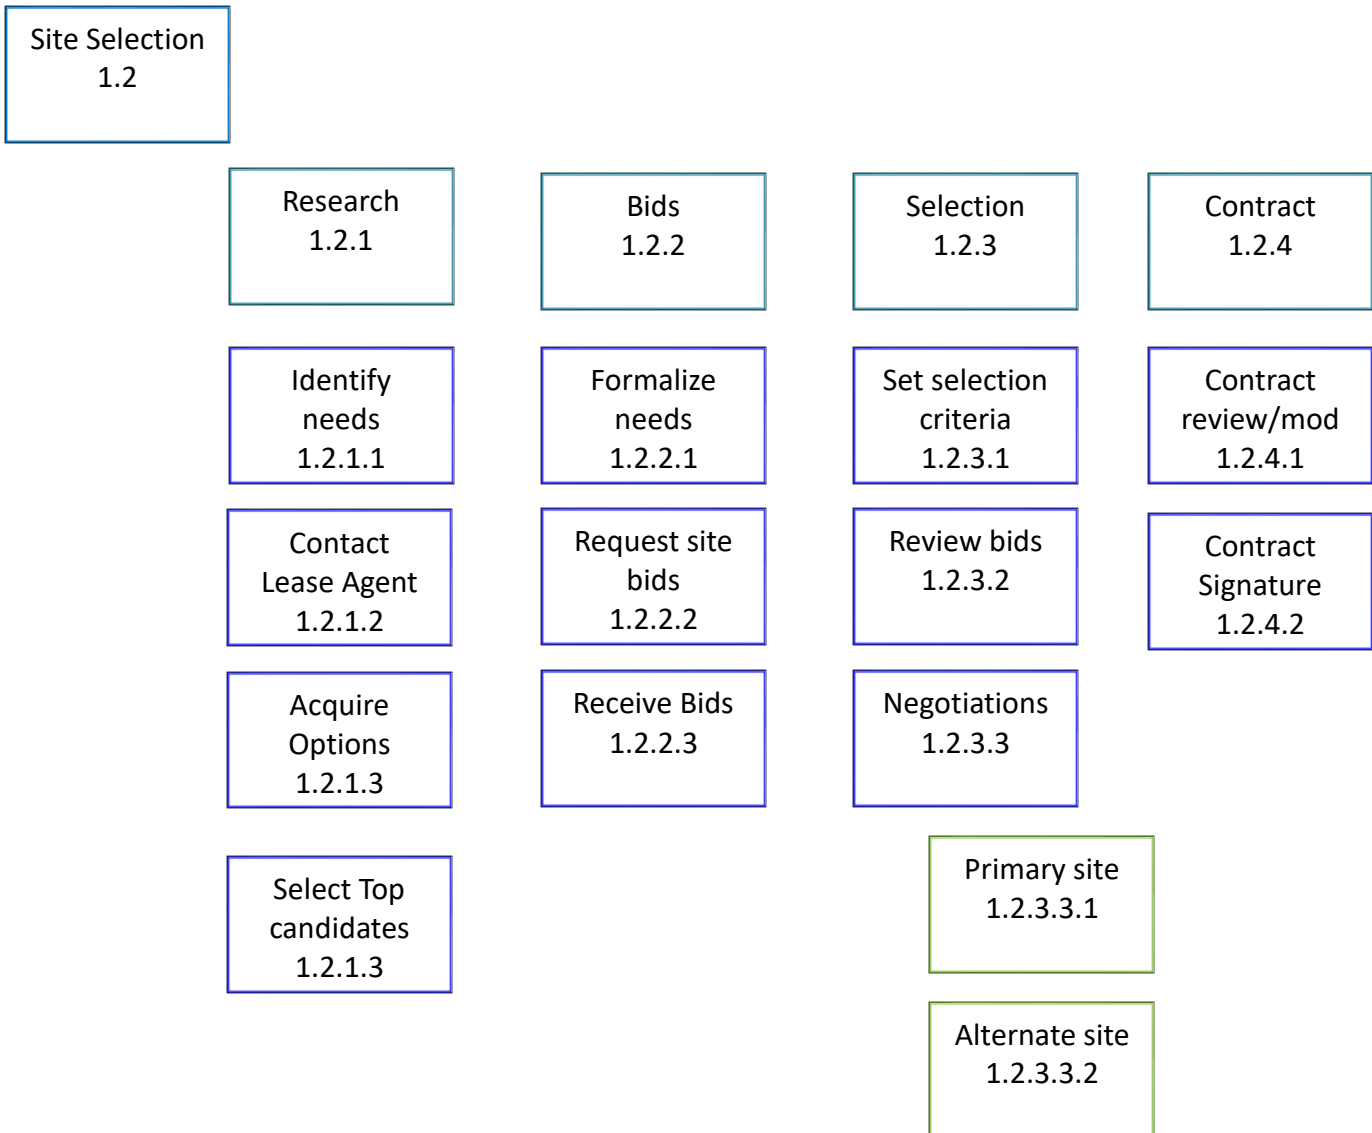 Site Selection
1.2
Research
1.2.1
Bids
1.2.2
Selection
1.2.3
Contract
1.2.4
Identify
needs
1.2.1.1
Formalize
needs
1.2.2.1
Set selection
criteria
1.2.3.1
Contract
review/mod
1.2.4.1
Contact
Lease Agent
1.2.1.2
Request site
bids
1.2.2.2
Review bids
1.2.3.2
Contract
Signature
1.2.4.2
Acquire
Options
1.2.1.3
Receive Bids
1.2.2.3
Negotiations
1.2.3.3
Select Top
candidates
1.2.1.3
Primary site
1.2.3.3.1
Alternate site
1.2.3.3.2